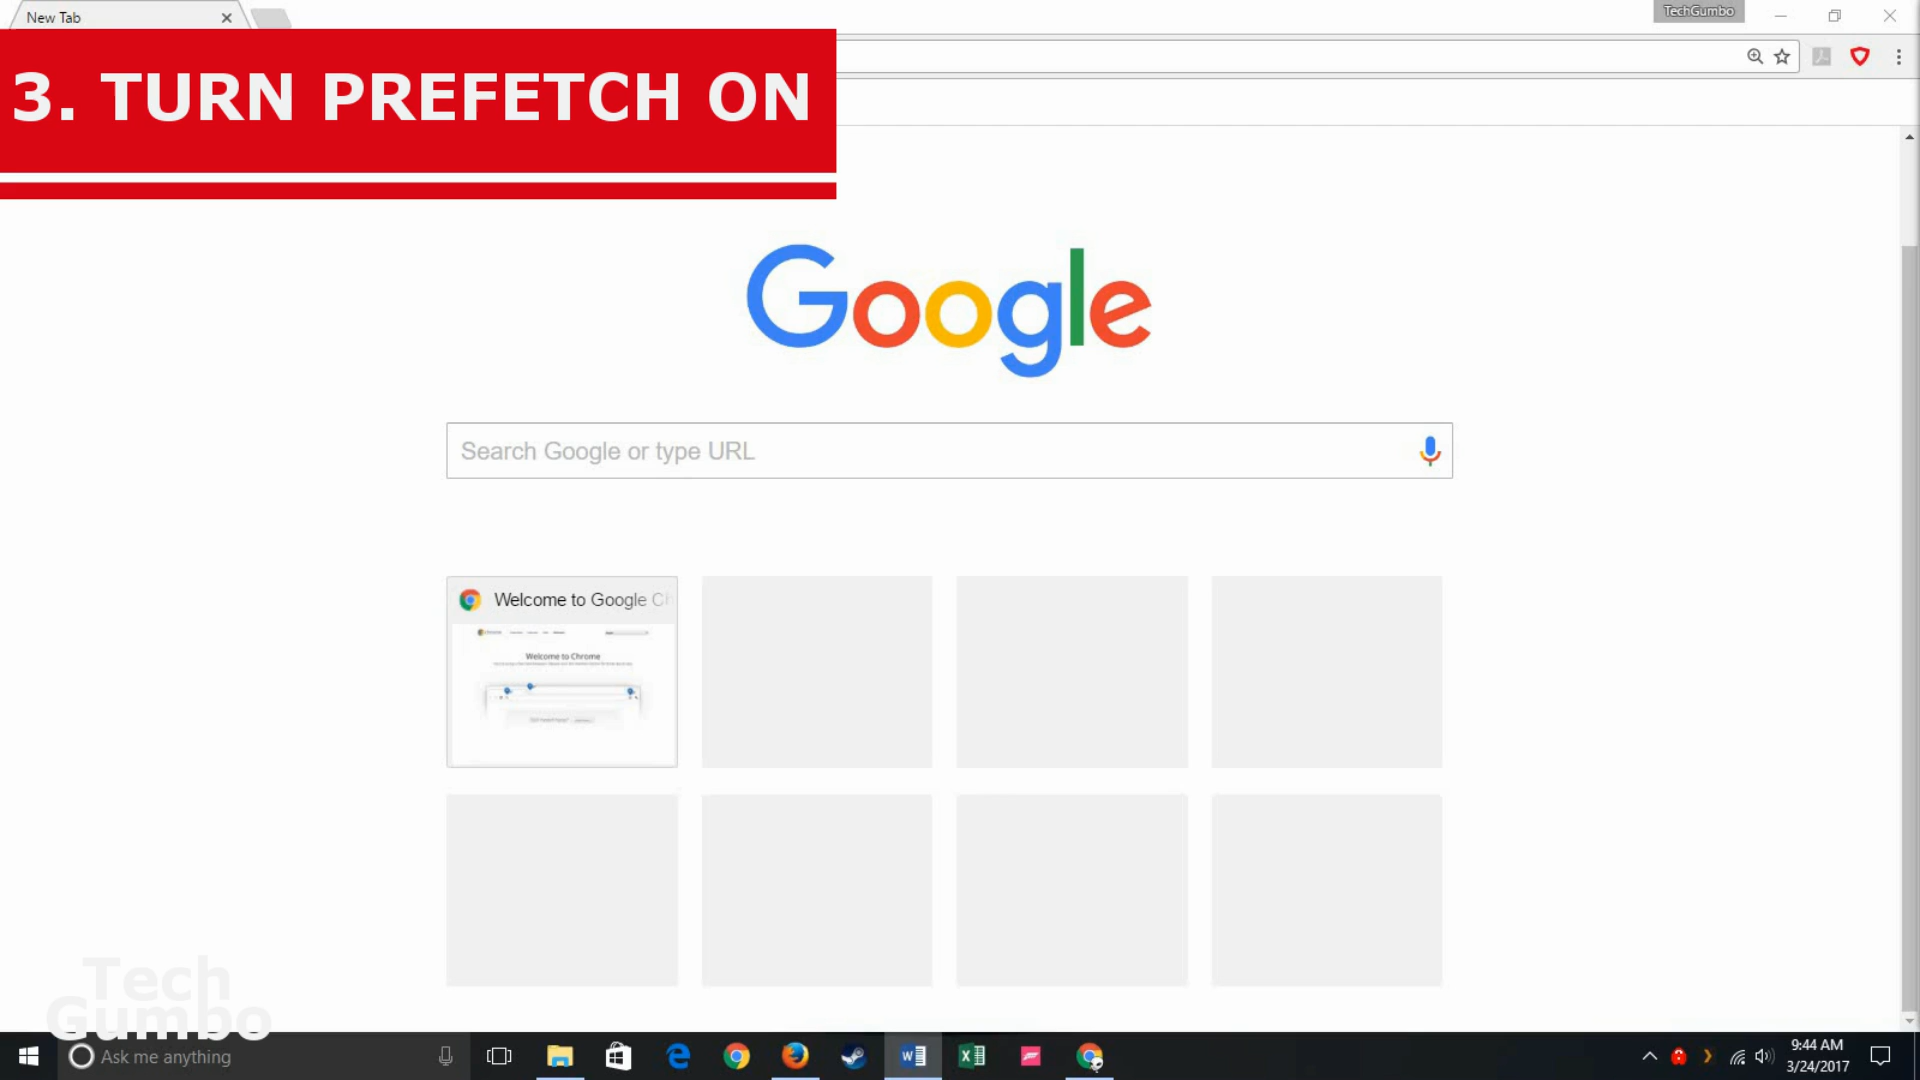 New Tab
TechGumbo
3. TURN PREFETCH ON
Google
Search Google or type URL
Welcome to Google Ch
Welcome to Chrome
Tech
Gumbo
Ask me anything
9:44 AM
3/24/2017